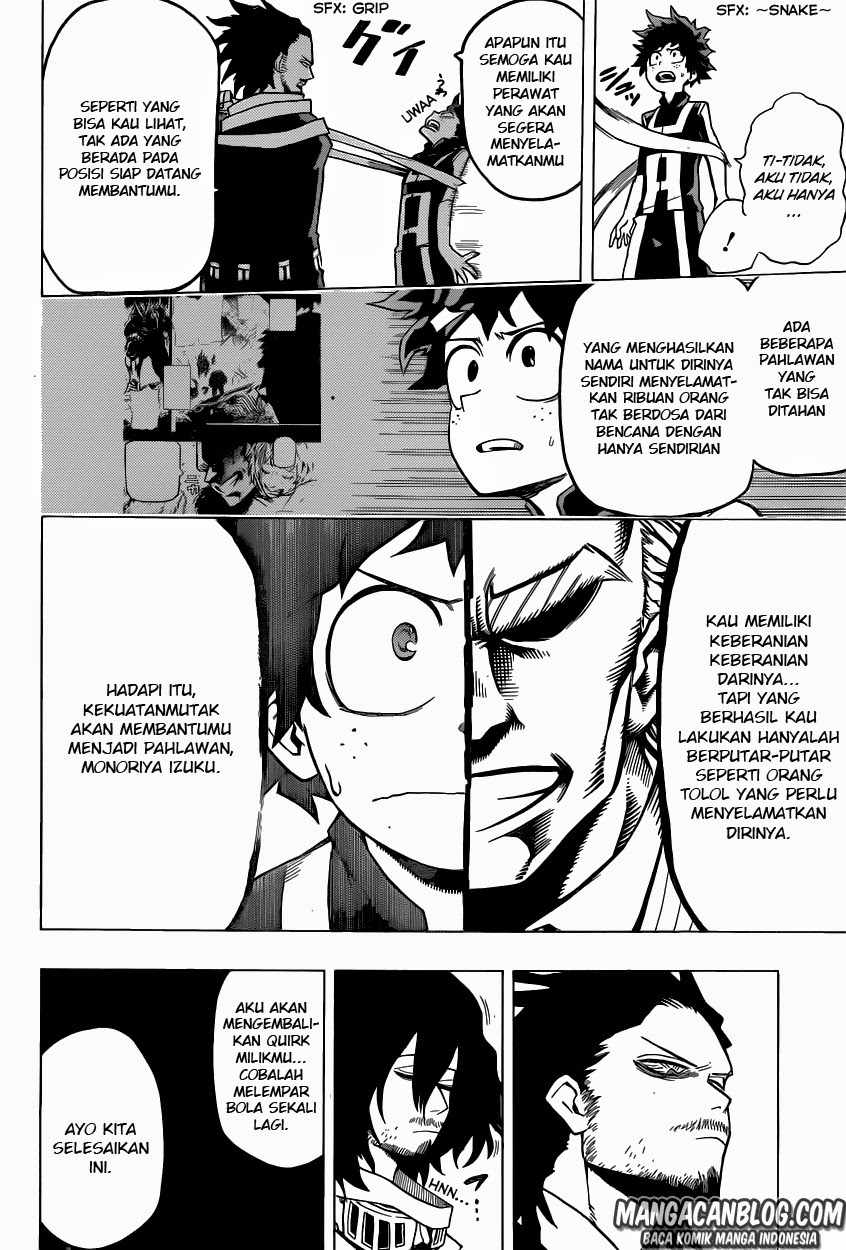 SFX: ~SNAKE~
TI-TIDAK,
AKU TIDAK,
AKU HANYA
...
!
SFX: GRIP
グイ
APAPUN ITU
SEMOGA KAU
MEMILIKI
PERAWAT
YANG AKAN
SEGERA
MENYELA-
MATKANMU
UWAA
SEPERTI YANG
BISA KAU LIHAT,
TAK ADA YANG
BERADA PADA
POSISI SIAP DATANG
MEMBANTUMU.
ADA
BEBERAPA
PAHLAWAN
YANG
TAK BISA
DITAHAN
YANG MENGHASILKAN
NAMA UNTUK DIRINYA
SENDIRI MENYELAMAT-
KAN RIBUAN ORANG
TAK BERDOSA DARI
BENCANA DENGAN
HANYA SENDIRIAN
KAU MEMILIKI
KEBERANIAN
KEBERANIAN
DARINYA...
TAPI YANG
BERHASIL KAU
LAKUKAN HANYALAH
BERPUTAR-PUTAR
SEPERTI ORANG
TOLOL YANG PERLU
MENYELAMATKAN
DIRINYA.
HADAPI ITU,
KEKUATANMUTAK
AKAN MEMBANTUMU
MENJADI PAHLAWAN,
MONORIYA IZUKU.
HNN...
AKU AKAN
MENGEMBALI-
KAN QUIRK
MILIKMU...
COBALAH
MELEMPAR
BOLA SEKALI
LAGI.
AYO KITA
SELESAIKAN
INI.
MANGACANBLOG.COM
BACA KOMIK MANGA INDONESIA